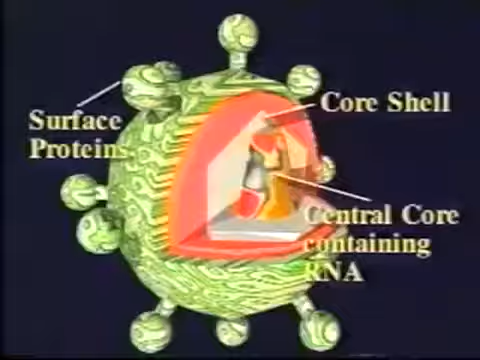 Core Shell
Surface
Proteins
Central Core
containing
RNA